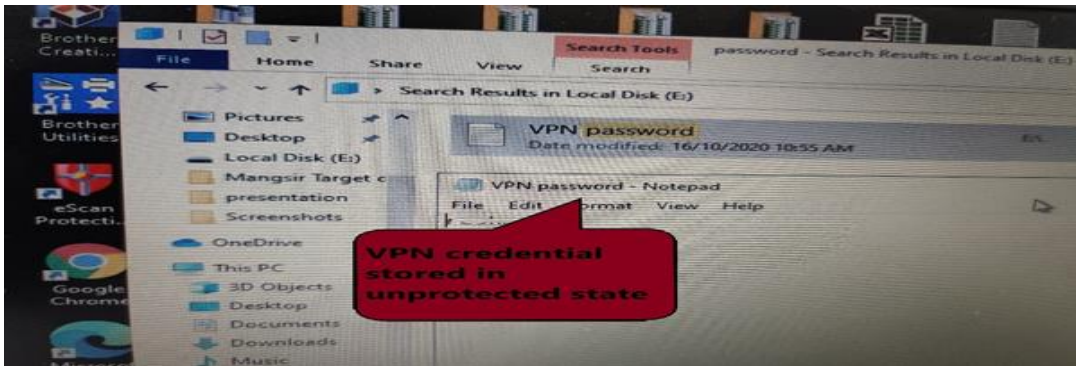 Brother
Creati...
File
Home
Share
View
Search Tools
Search
password - Search Results in Local Disk (E:)
Search Results in Local Disk (E:)
Brother
Utilities
Pictures
Desktop
Local Disk (E:)
Mangsir Target c
presentation
Screenshots
OneDrive
This PC
3D Objects
Desktop
Documents
Downloads
Music
VPN password
Date modified: 16/10/2020 10:55 AM
VPN password - Notepad
File Edit Format View Help
eScan
Protecti...
Google
Chrome
VPN credential
stored in
unprotected state